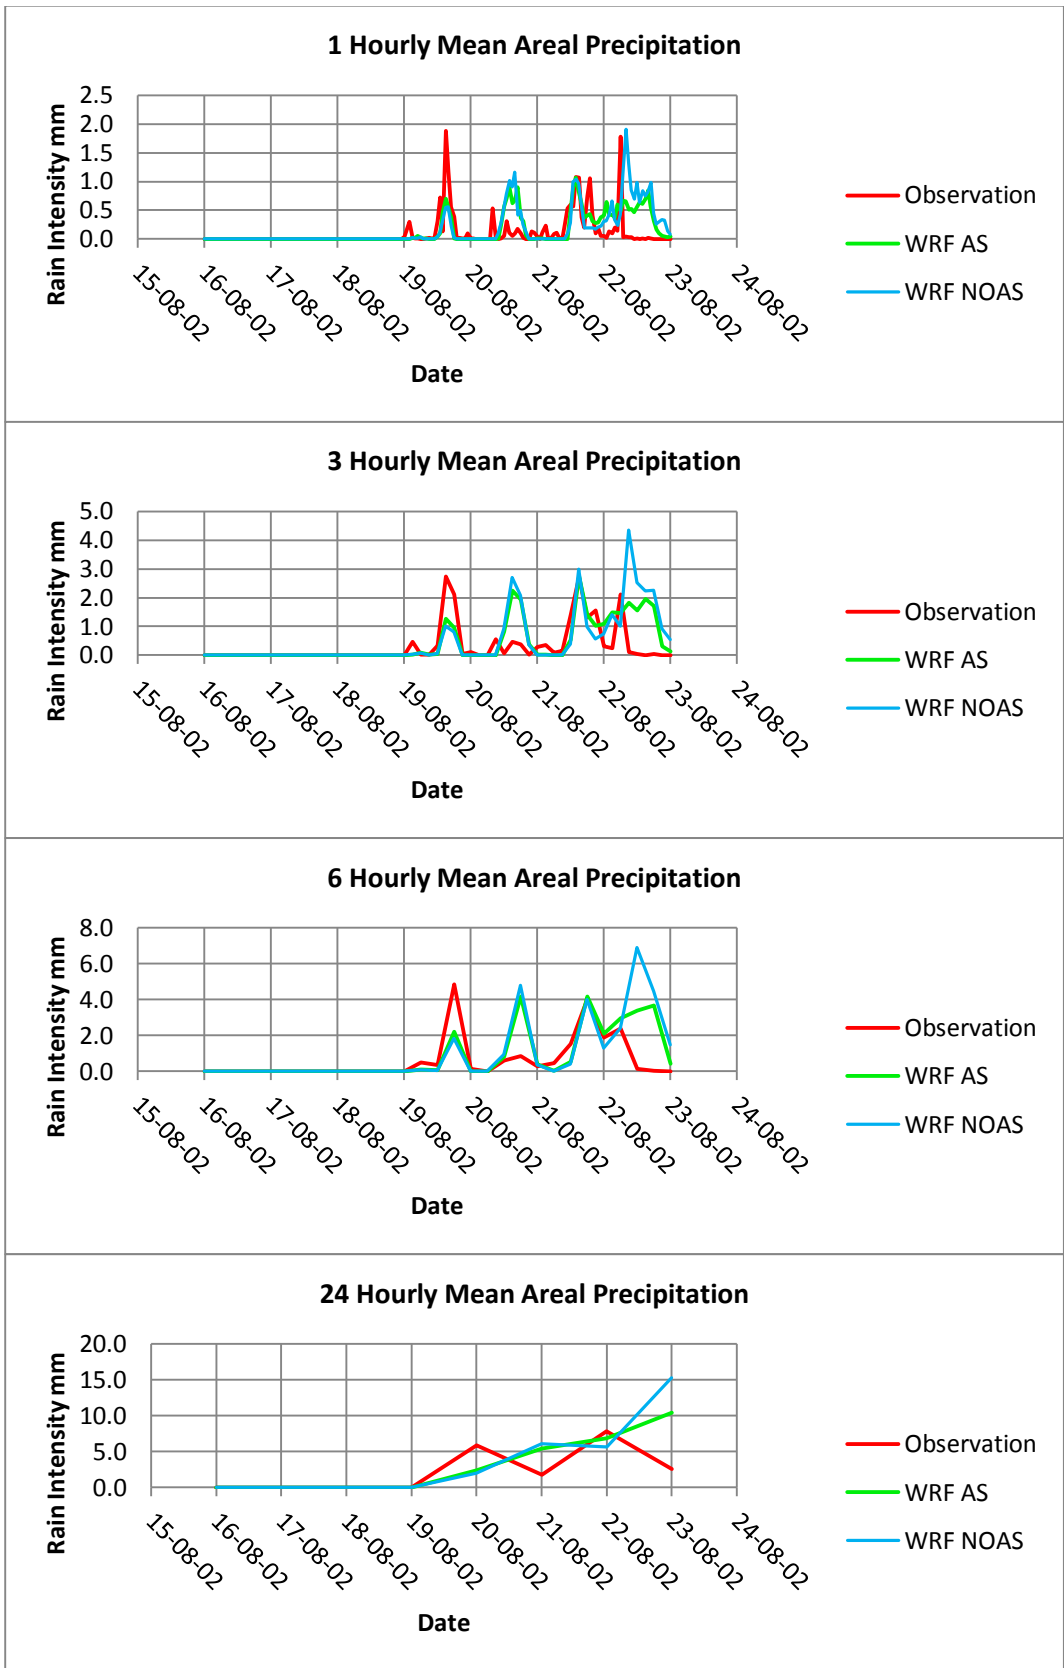 1 Hourly Mean Areal Precipitation
Rain Intensity mm
2.5
2.0
1.5
1.0
0.5
0.0
15-08-02
16-08-02
17-08-02
18-08-02
19-08-02
20-08-02
21-08-02
22-08-02
23-08-02
24-08-02
Date
Observation
WRF AS
WRF NOAS
3 Hourly Mean Areal Precipitation
Rain Intensity mm
5.0
4.0
3.0
2.0
1.0
0.0
15-08-02
16-08-02
17-08-02
18-08-02
19-08-02
20-08-02
21-08-02
22-08-02
23-08-02
24-08-02
Date
Observation
WRF AS
WRF NOAS
6 Hourly Mean Areal Precipitation
Rain Intensity mm
8.0
6.0
4.0
2.0
0.0
15-08-02
16-08-02
17-08-02
18-08-02
19-08-02
20-08-02
21-08-02
22-08-02
23-08-02
24-08-02
Date
Observation
WRF AS
WRF NOAS
24 Hourly Mean Areal Precipitation
Rain Intensity mm
20.0
15.0
10.0
5.0
0.0
15-08-02
16-08-02
17-08-02
18-08-02
19-08-02
20-08-02
21-08-02
22-08-02
23-08-02
24-08-02
Date
Observation
WRF AS
WRF NOAS